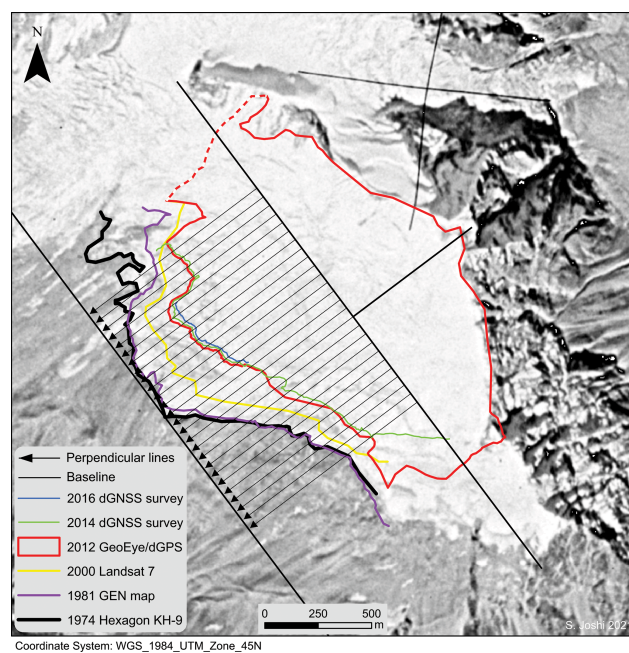 N
Perpendicular lines
Baseline
2016 dGNSS survey
2014 dGNSS survey
2012 GeoEye/dGPS
2000 Landsat 7
1981 GEN map
1974 Hexagon KH-9
0 250 500
m
S. Joshi 202
Coordinate System: WGS_1984_UTM_Zone_45N